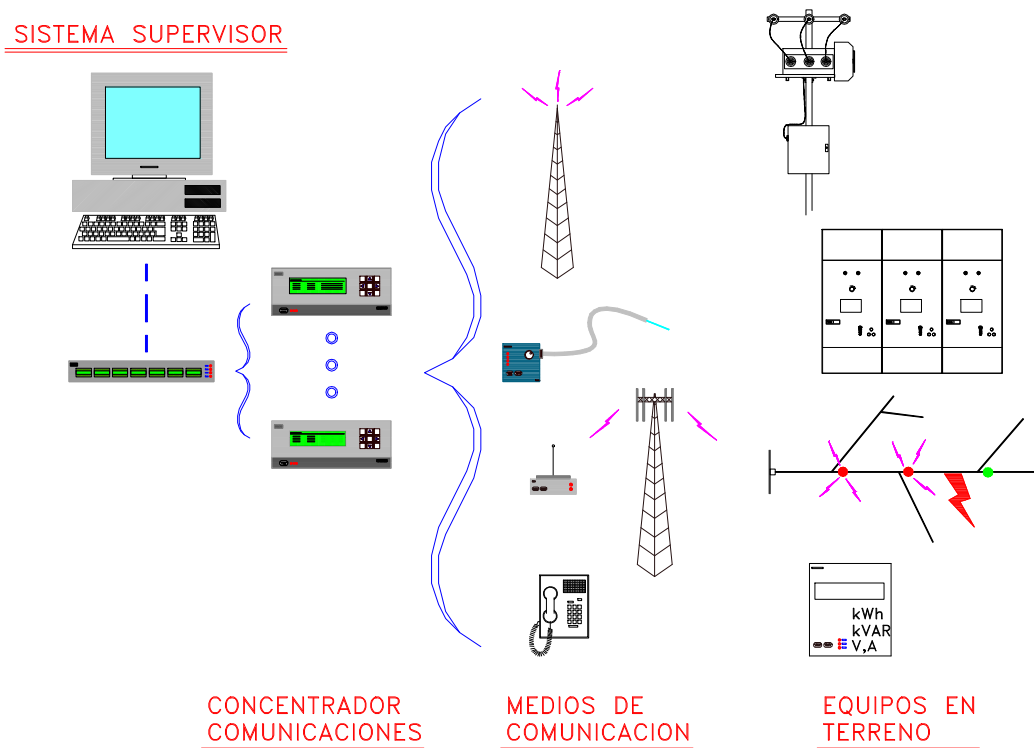 SISTEMA SUPERVISOR
kWh
kVAR
V,A
CONCENTRADOR
COMUNICACIONES
MEDIOS DE
COMUNICACION
EQUIPOS EN
TERRENO